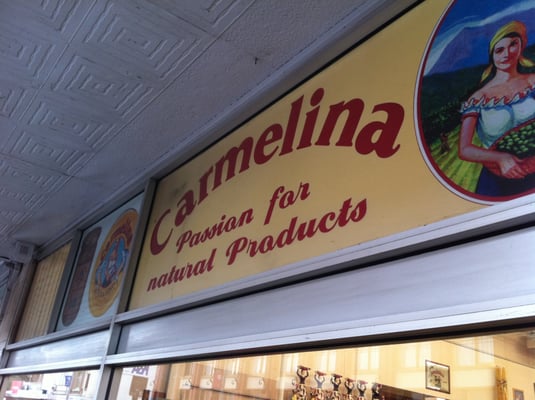 Carmelina
Passion for
natural Products